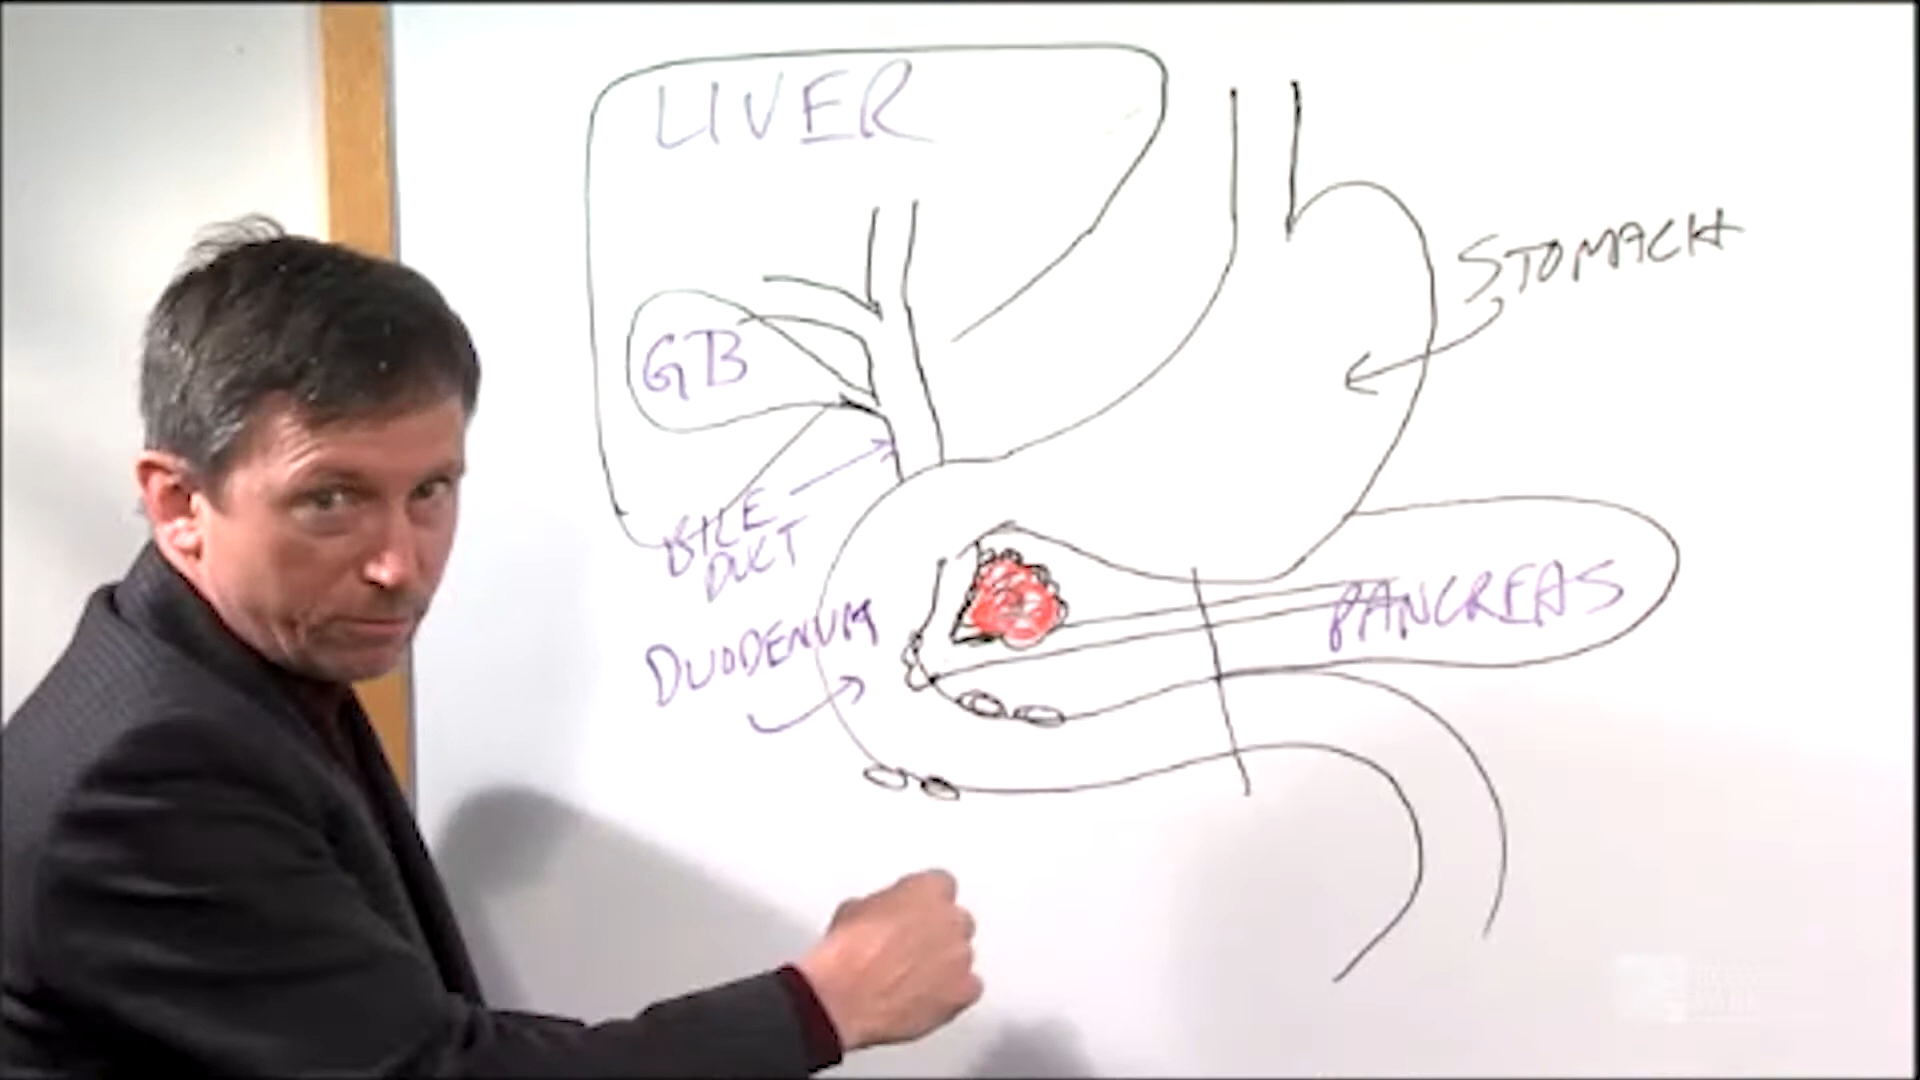 LIVER
STOMACH
GB
BILE
DUCT
PANCREAS
DUODENUM